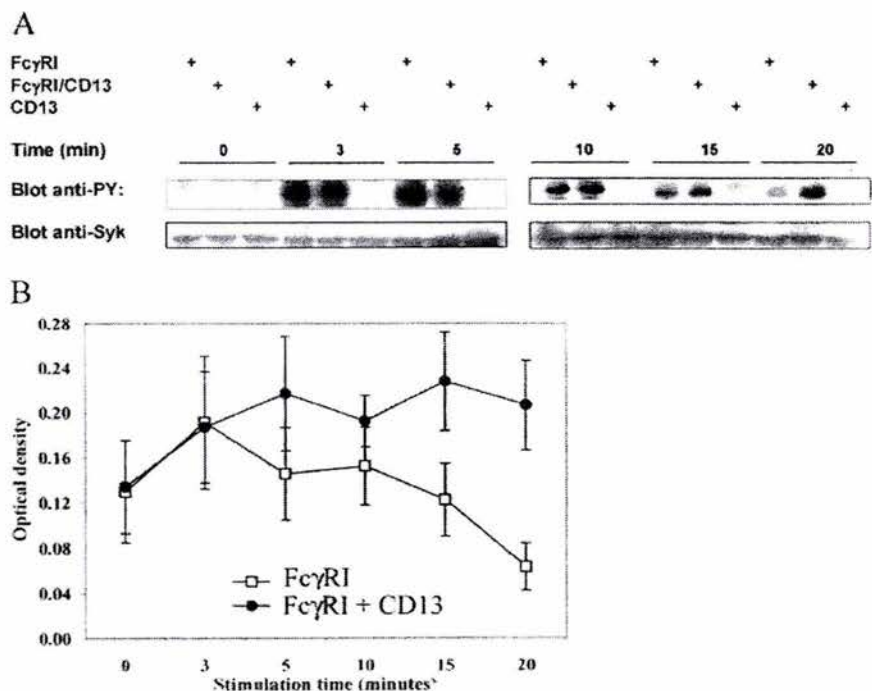 A
FcγRI + + + + + +
FcγRI/CD13 + + + + + +
CD13 + + + + + +
Time (min) 0 3 5 10 15 20
Blot anti-PY:
Blot anti-Syk
B
0.28
0.24
0.20
0.16
0.12
0.08
0.04
0.00
Optical density
FcγRI
FcγRI + CD13
0 3 5 10 15 20
Stimulation time (minutes)